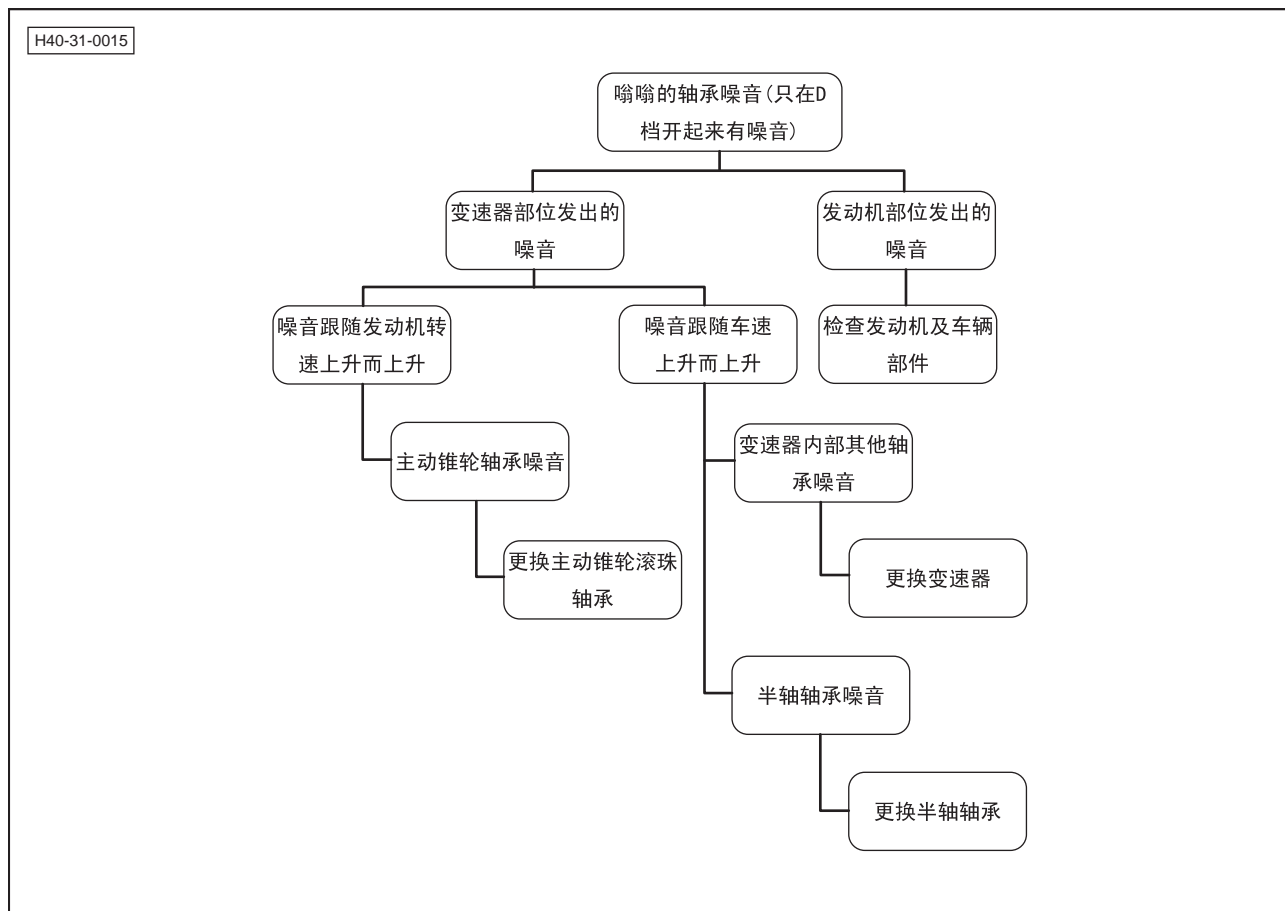 H40-31-0015
嗡嗡的轴承噪音(只在D
档开起来有噪音)
变速器部位发出的
噪音
发动机部位发出的
噪音
噪音跟随发动机转
速上升而上升
噪音跟随车速
上升而上升
检查发动机及车辆
部件
主动锥轮轴承噪音
变速器内部其他轴
承噪音
更换主动锥轮滚珠
轴承
更换变速器
半轴轴承噪音
更换半轴轴承